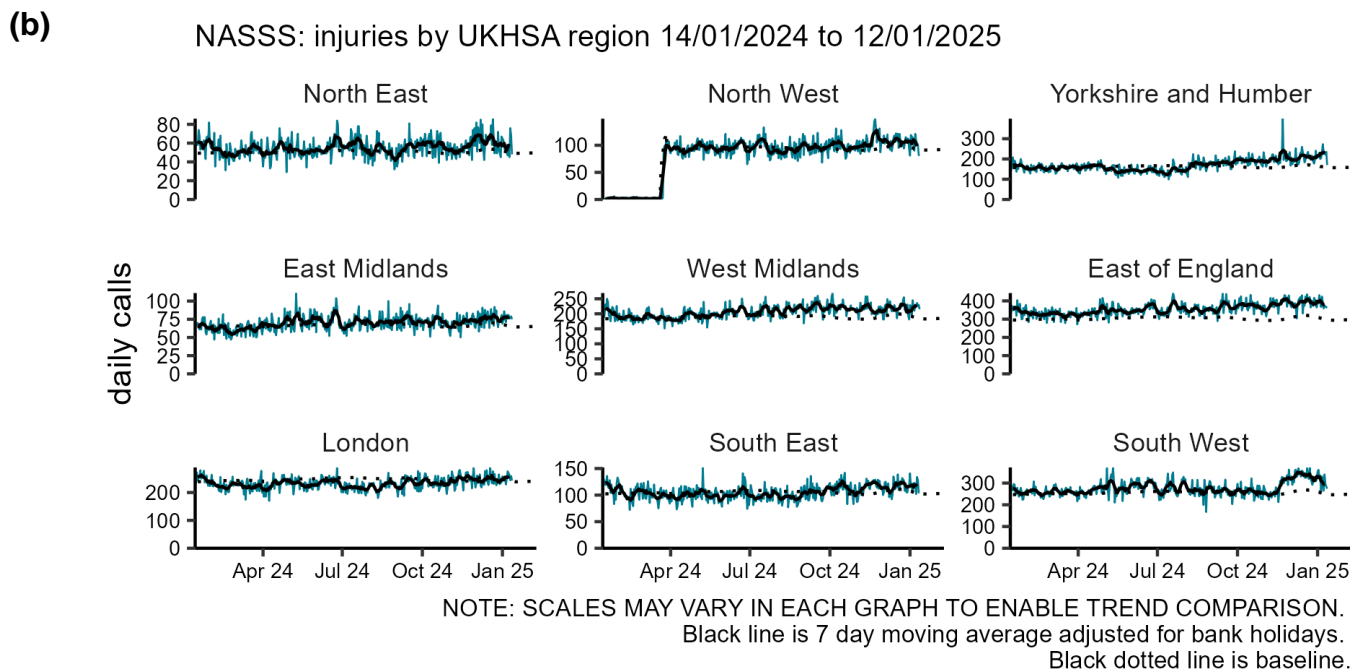 (b)
NASSS: injuries by UKHSA region 14/01/2024 to 12/01/2025
North East
80
60
40
20
0
North West
100
50
0
Yorkshire and Humber
300
200
100
0
daily calls
East Midlands
100
75
50
25
0
West Midlands
250
200
150
100
50
0
East of England
400
300
200
100
0
London
200
100
0
Apr 24 Jul 24 Oct 24 Jan 25
South East
150
100
50
0
Apr 24 Jul 24 Oct 24 Jan 25
South West
300
200
100
0
Apr 24 Jul 24 Oct 24 Jan 25
NOTE: SCALES MAY VARY IN EACH GRAPH TO ENABLE TREND COMPARISON.
Black line is 7 day moving average adjusted for bank holidays.
Black dotted line is baseline.